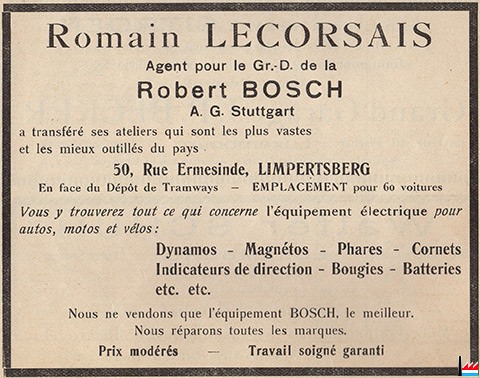 Romain LECORSAIS
Agent pour le Gr.-D. de la
Robert BOSCH
A. G. Stuttgart
a transféré ses ateliers qui sont les plus vastes
et les mieux outillés du pays
50, Rue Ermesinde, LIMPERTSBERG
En face du Dépôt de Tramways — EMPLACEMENT pour 60 voitures
Vous y trouverez tout ce qui concerne l'équipement électrique pour
autos, motos et vélos :
Dynamos - Magnétos - Phares - Cornets
Indicateurs de direction - Bougies - Batteries
etc. etc.
Nous ne vendons que l'équipement BOSCH, le meilleur.
Nous réparons toutes les marques.
Prix modérés — Travail soigné garanti